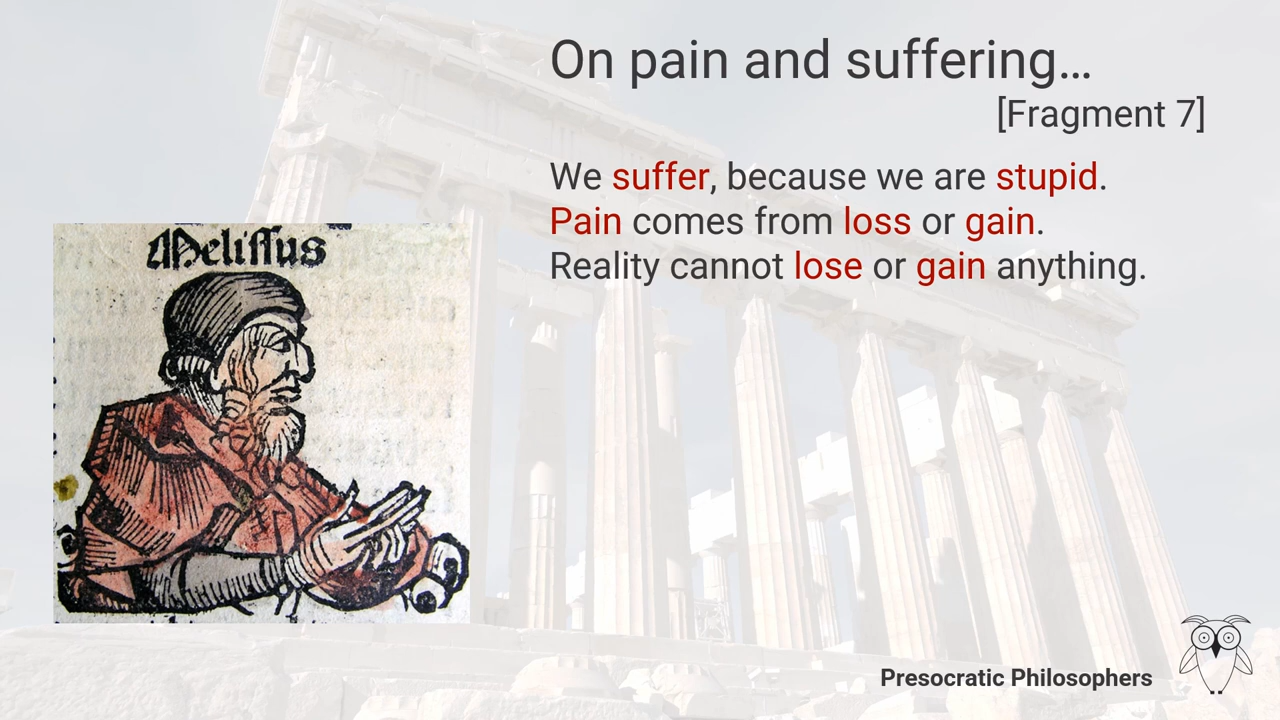 On pain and suffering…
[Fragment 7]
We suffer, because we are stupid.
Pain comes from loss or gain.
Reality cannot lose or gain anything.
Meliſſus
Presocratic Philosophers